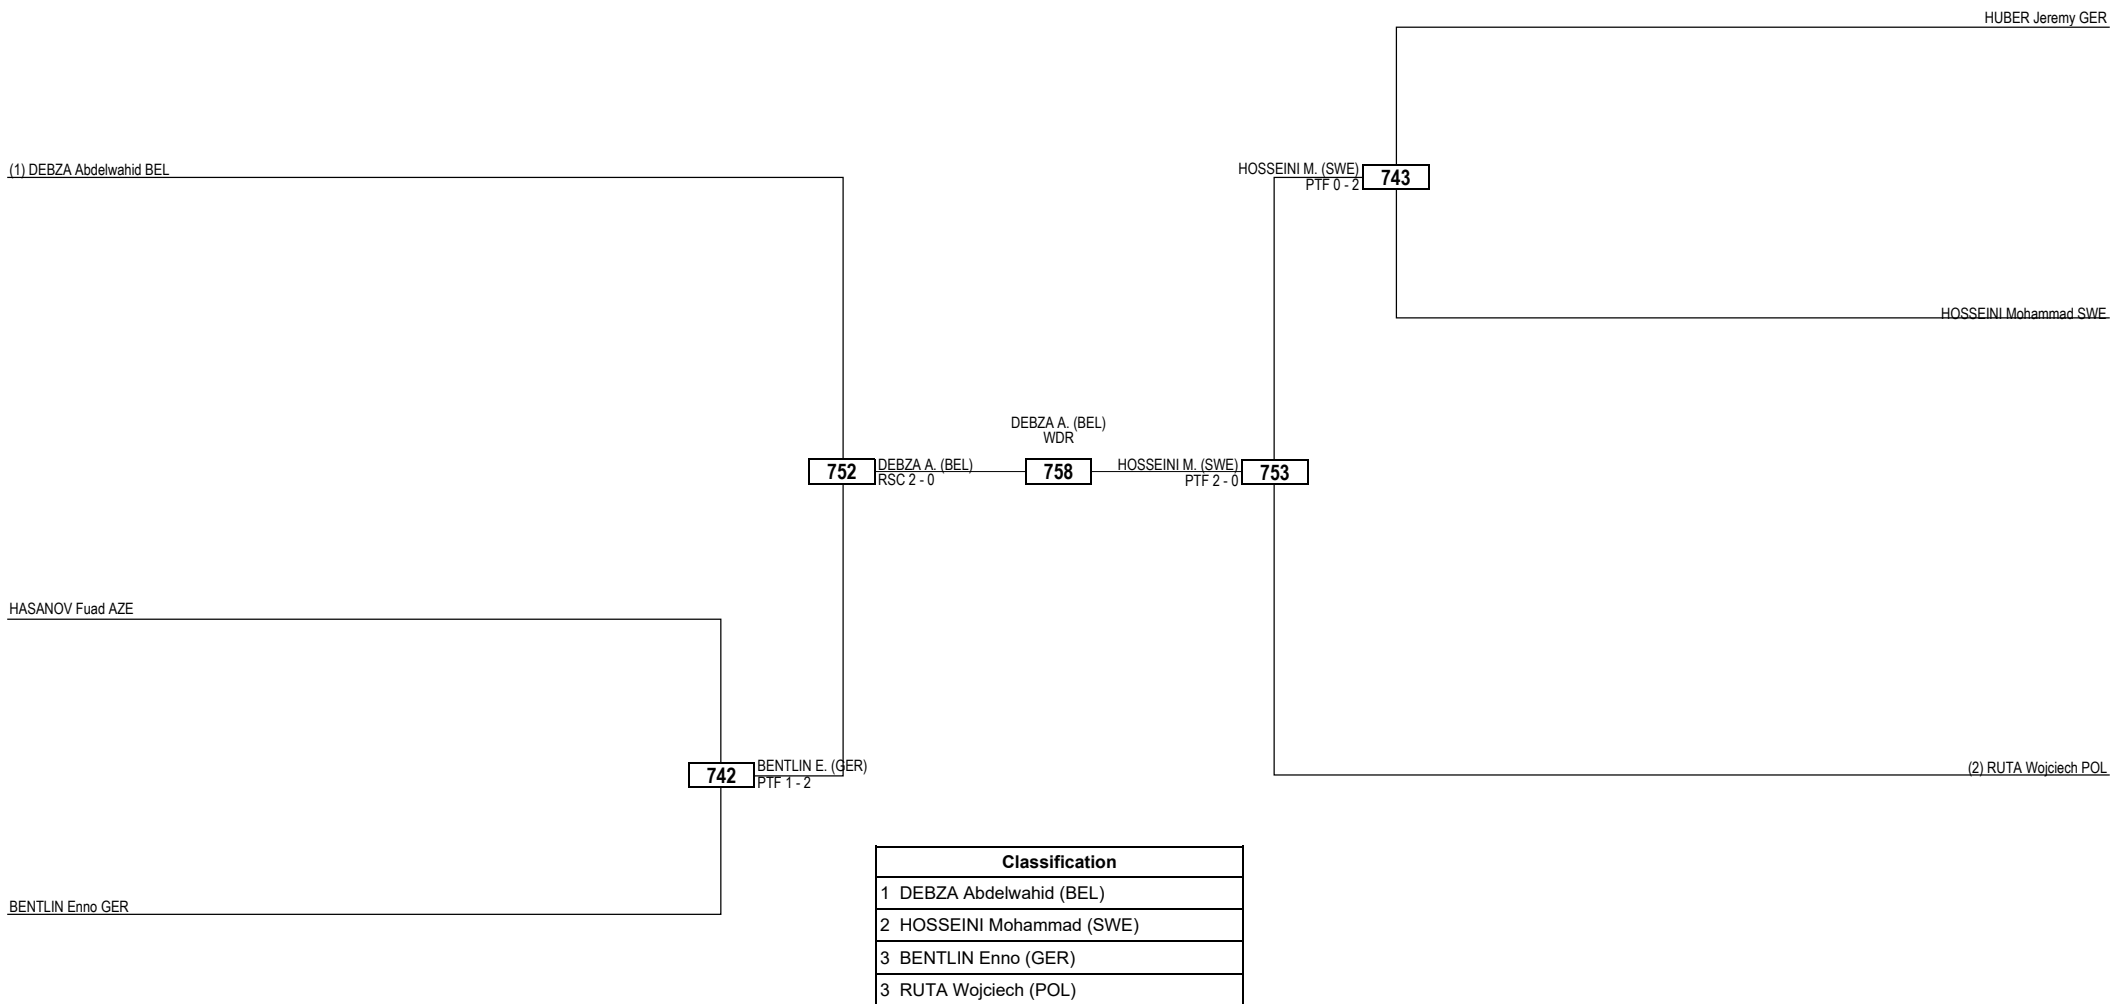 HUBER Jeremy GER
(1) DEBZA Abdelwahid BEL
HOSSEINI M. (SWE)
PTF 0 - 2
743
HOSSEINI Mohammad SWE
DEBZA A. (BEL)
WDR
752
DEBZA A. (BEL)
RSC 2 - 0
758
HOSSEINI M. (SWE)
PTF 2 - 0
753
HASANOV Fuad AZE
742
BENTLIN E. (GER)
PTF 1 - 2
(2) RUTA Wojciech POL
BENTLIN Enno GER
Classification
1 DEBZA Abdelwahid (BEL)
2 HOSSEINI Mohammad (SWE)
3 BENTLIN Enno (GER)
3 RUTA Wojciech (POL)